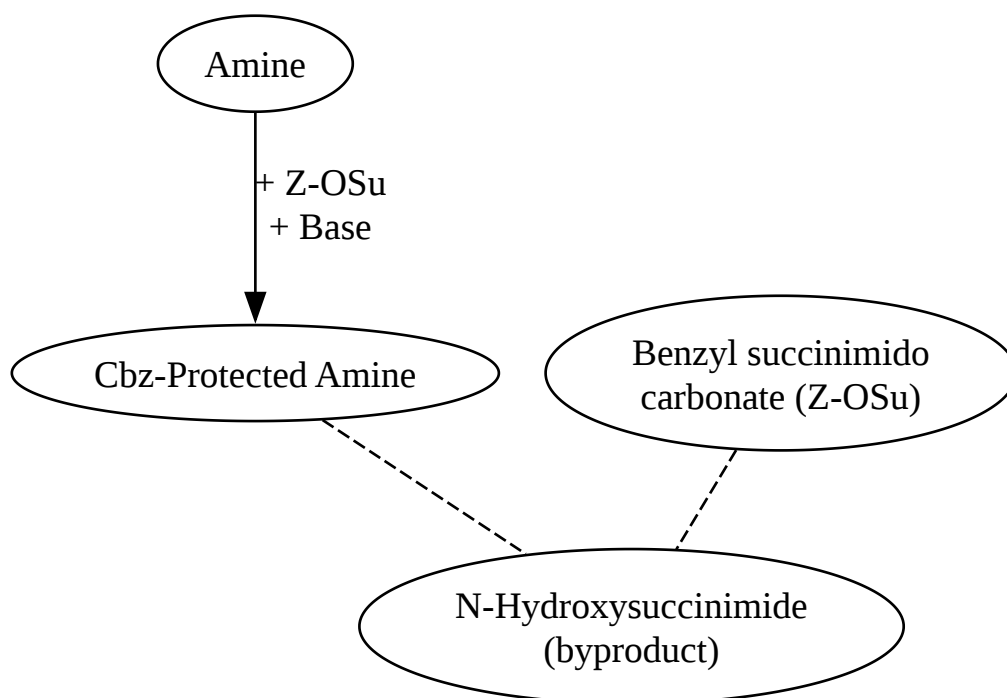 Amine
+ Z-OSu
+ Base
Cbz-Protected Amine
Benzyl succinimido
carbonate (Z-OSu)
N-Hydroxysuccinimide
(byproduct)